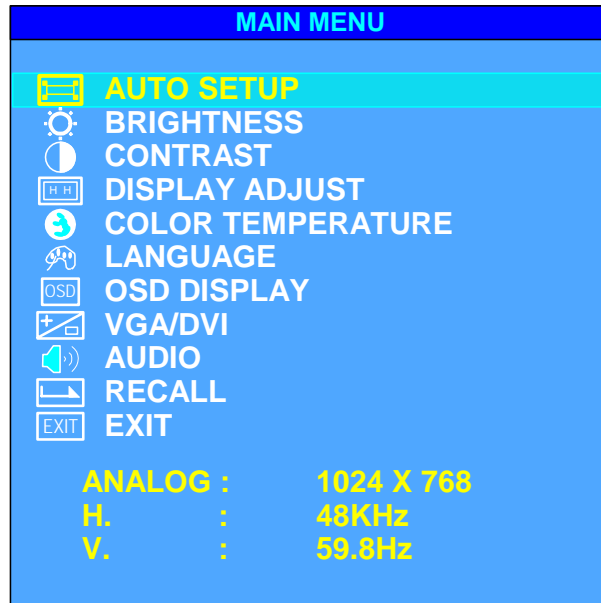 MAIN MENU
AUTO SETUP
BRIGHTNESS
CONTRAST
H H DISPLAY ADJUST
COLOR TEMPERATURE
LANGUAGE
OSD OSD DISPLAY
VGA/DVI
AUDIO
RECALL
EXIT EXIT
ANALOG : 1024 X 768
H. : 48KHz
V. : 59.8Hz